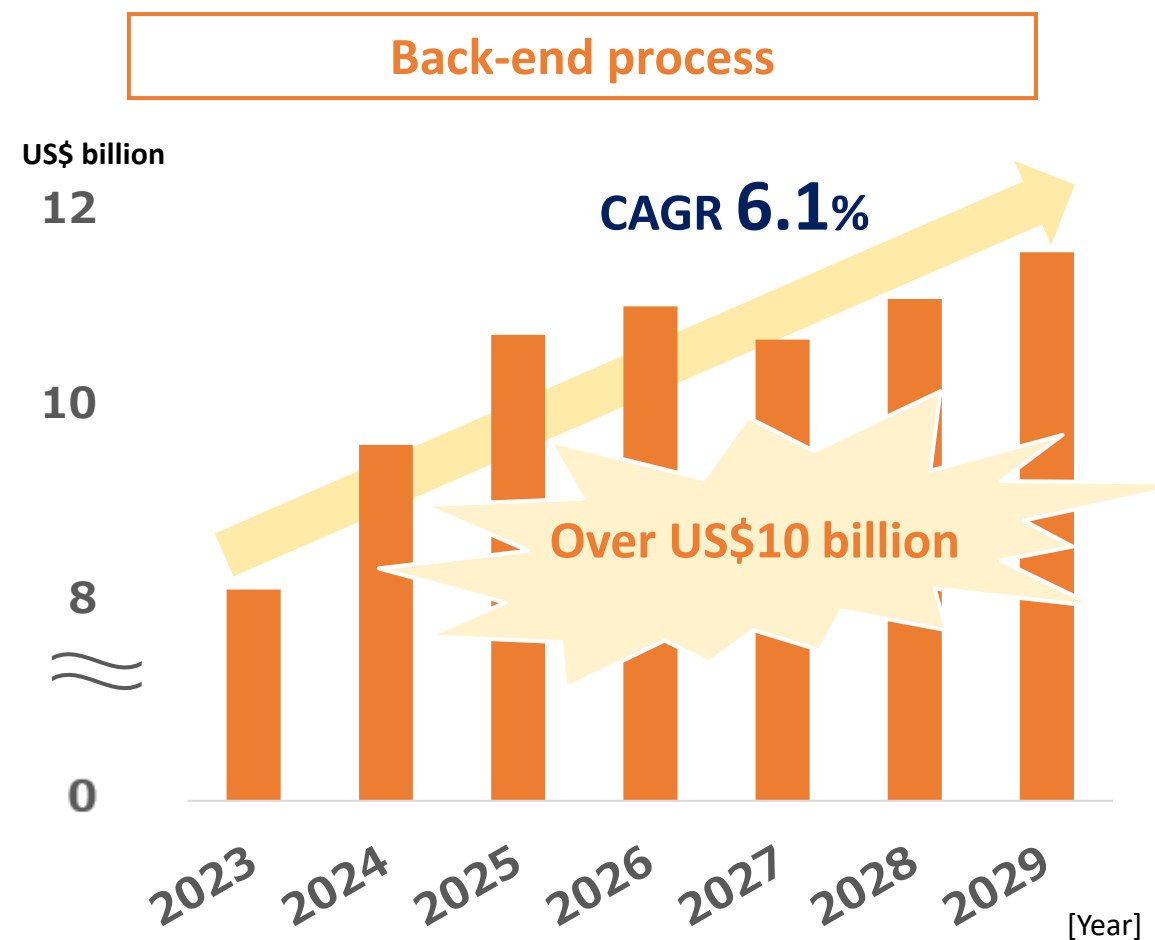 Back-end process
US$ billion
12
CAGR 6.1%
10
Over US$10 billion
8
0
2023 2024 2025 2026 2027 2028 2029
[Year]